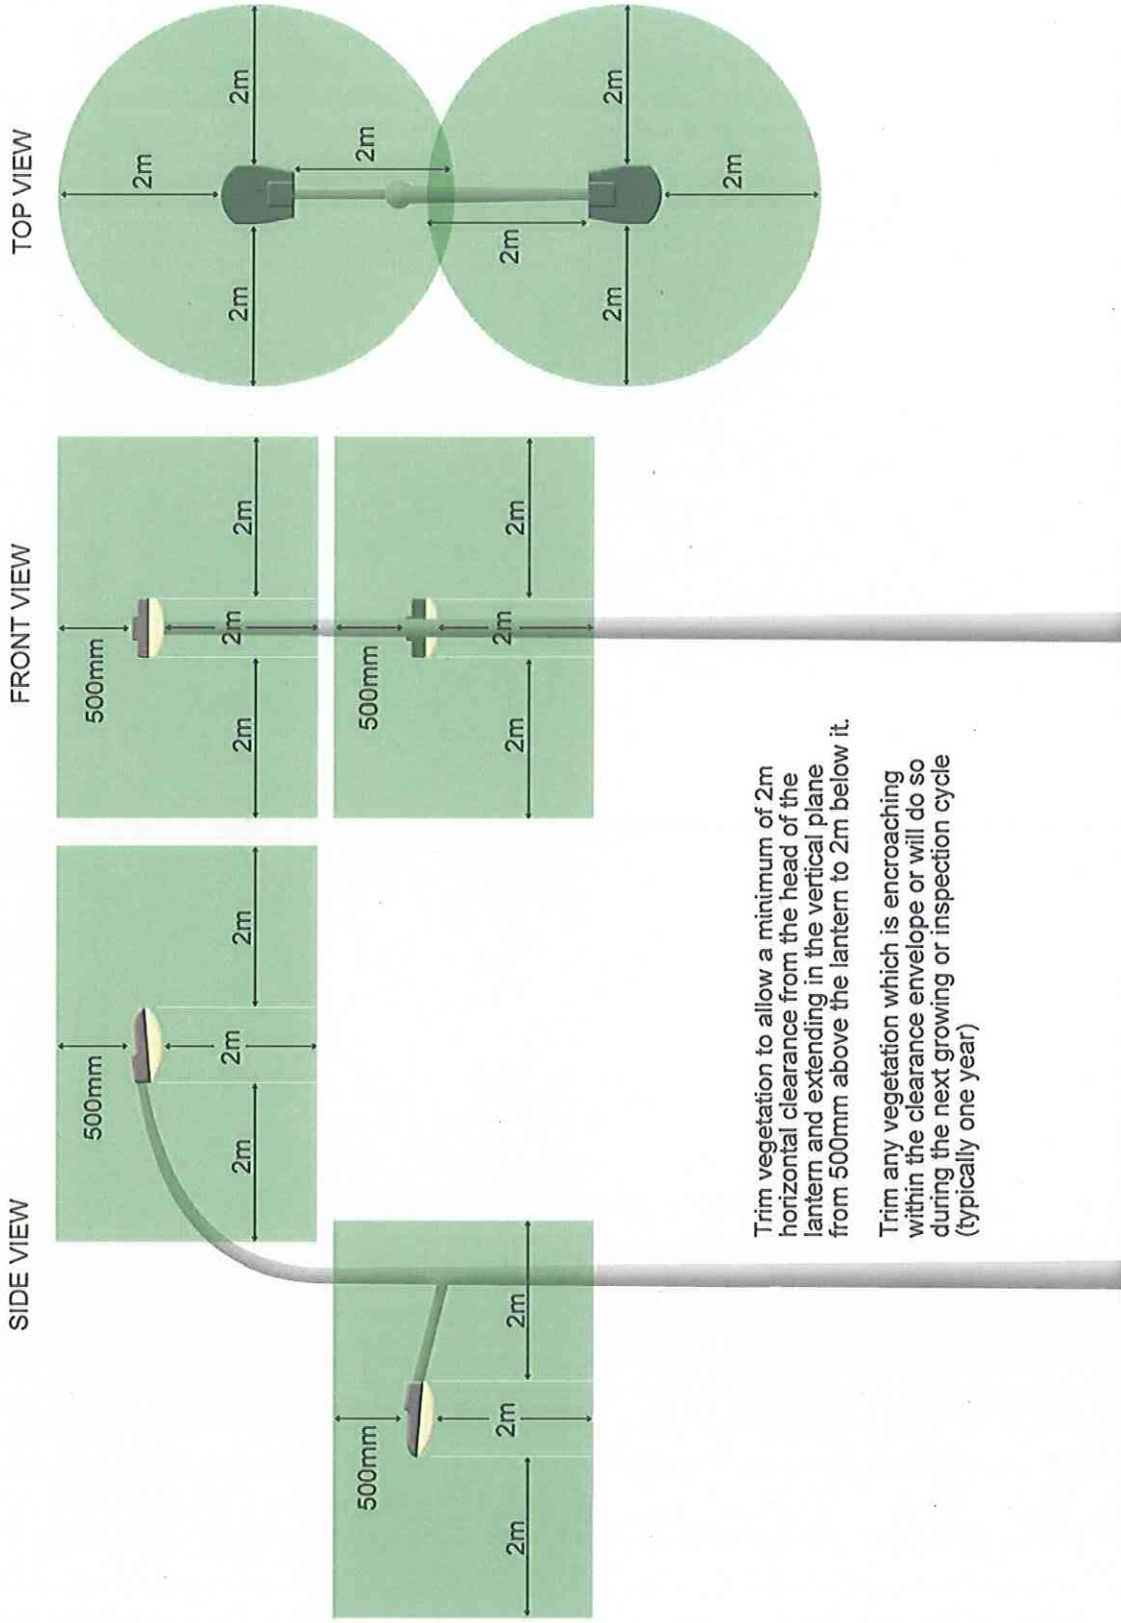 SIDE VIEW
500mm
2m
2m
2m
500mm
2m
2m
2m
FRONT VIEW
500mm
2m
2m
2m
500mm
2m
2m
2m
TOP VIEW
2m
2m
2m
2m
2m
2m
2m
2m
Trim vegetation to allow a minimum of 2m
horizontal clearance from the head of the
lantern and extending in the vertical plane
from 500mm above the lantern to 2m below it.
Trim any vegetation which is encroaching
within the clearance envelope or will do so
during the next growing or inspection cycle
(typically one year)